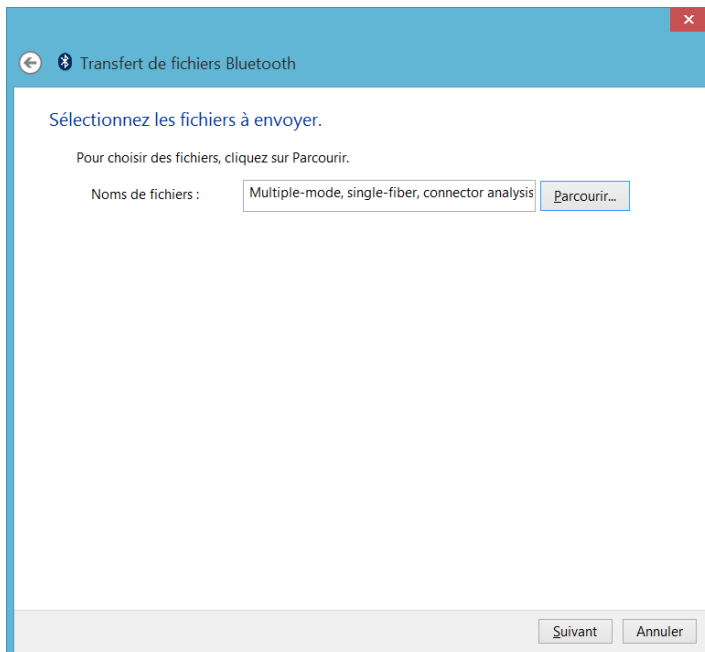 Transfert de fichiers Bluetooth
Sélectionnez les fichiers à envoyer.
Pour choisir des fichiers, cliquez sur Parcourir.
Noms de fichiers : Multiple-mode, single-fiber, connector analysis Parcourir...
Suivant Annuler